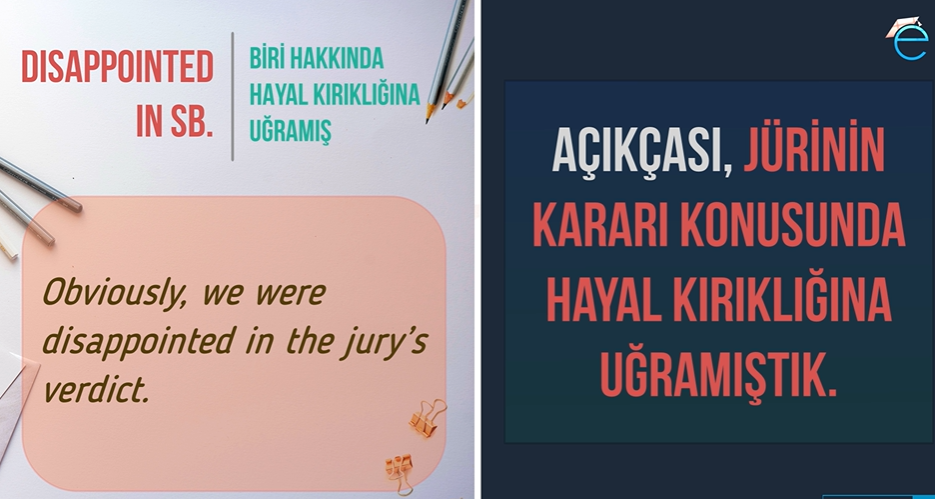 DISAPPOINTED
IN SB.
BİRİ HAKKINDA
HAYAL KIRIKLIĞINA
UĞRAMIŞ
Obviously, we were
disappointed in the jury’s
verdict.
e
AÇIKÇASI, JÜRİNİN
KARARI KONUSUNDA
HAYAL KIRIKLIĞINA
UĞRAMIŞTIK.